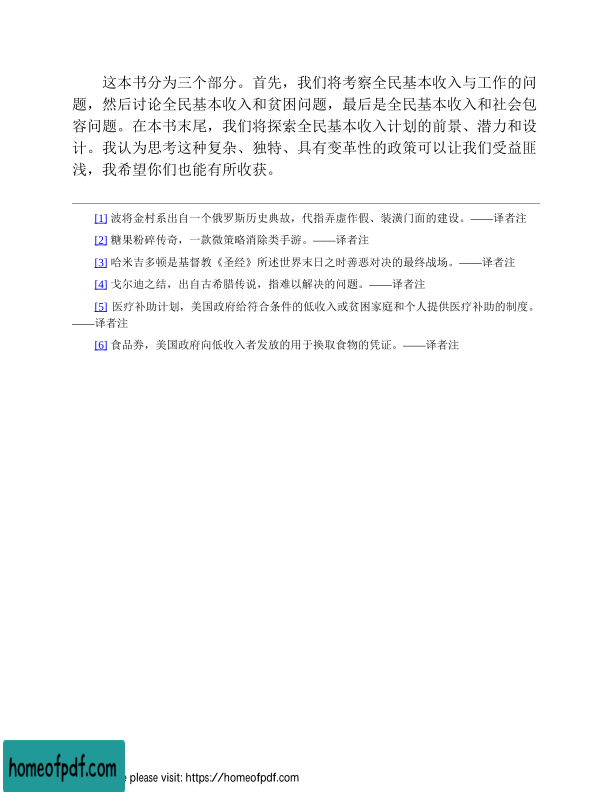 这本书分为三个部分。首先，我们将考察全民基本收入与工作的问
题，然后讨论全民基本收入和贫困问题，最后是全民基本收入和社会包
容问题。在本书末尾，我们将探索全民基本收入计划的前景、潜力和设
计。我认为思考这种复杂、独特、具有变革性的政策可以让我们受益匪
浅，我希望你们也能有所收获。
[1] 波将金村系出自一个俄罗斯历史典故，代指弄虚作假、装潢门面的建设。——译者注
[2] 糖果粉碎传奇，一款微策略消除类手游。——译者注
[3] 哈米吉多顿是基督教《圣经》所述世界末日之时善恶对决的最终战场。——译者注
[4] 戈尔迪之结，出自古希腊传说，指难以解决的问题。——译者注
[5] 医疗补助计划，美国政府给符合条件的低收入或贫困家庭和个人提供医疗补助的制度。
——译者注
[6] 食品券，美国政府向低收入者发放的用于换取食物的凭证。——译者注
homeofpdf.com
e please visit: https://homeofpdf.com